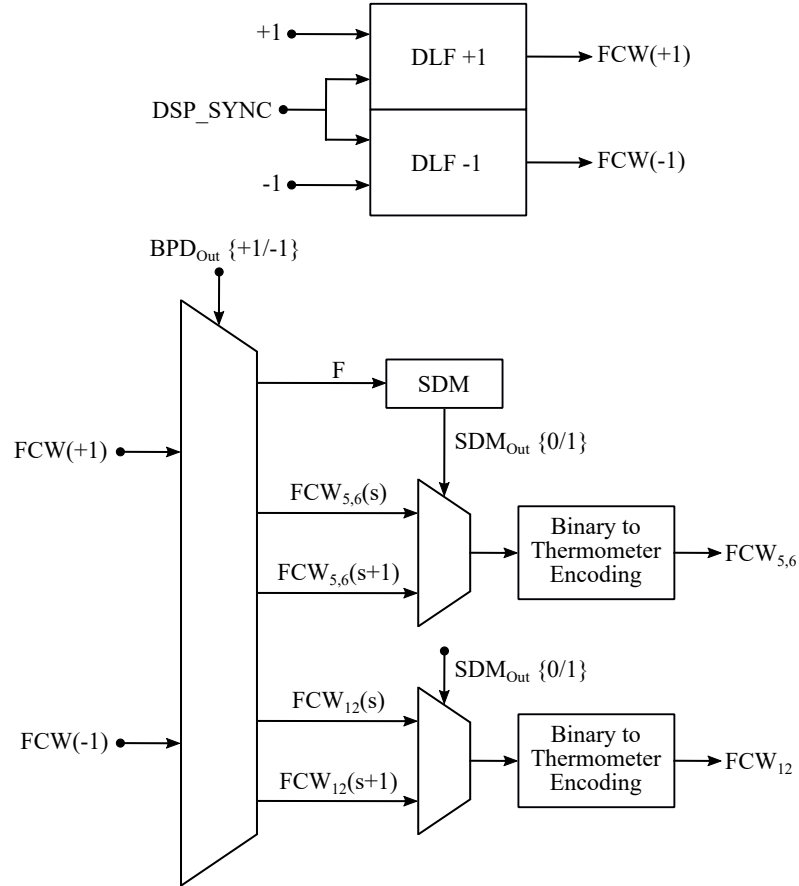 +1
DLF +1
FCW(+1)
DSP_SYNC
DLF -1
FCW(-1)
-1
BPD_Out {+1/-1}
F
SDM
FCW(+1)
SDM_Out {0/1}
FCW_5,6(s)
Binary to
Thermometer
Encoding
FCW_5,6
FCW_5,6(s+1)
SDM_Out {0/1}
FCW_12(s)
FCW(-1)
Binary to
Thermometer
Encoding
FCW_12
FCW_12(s+1)